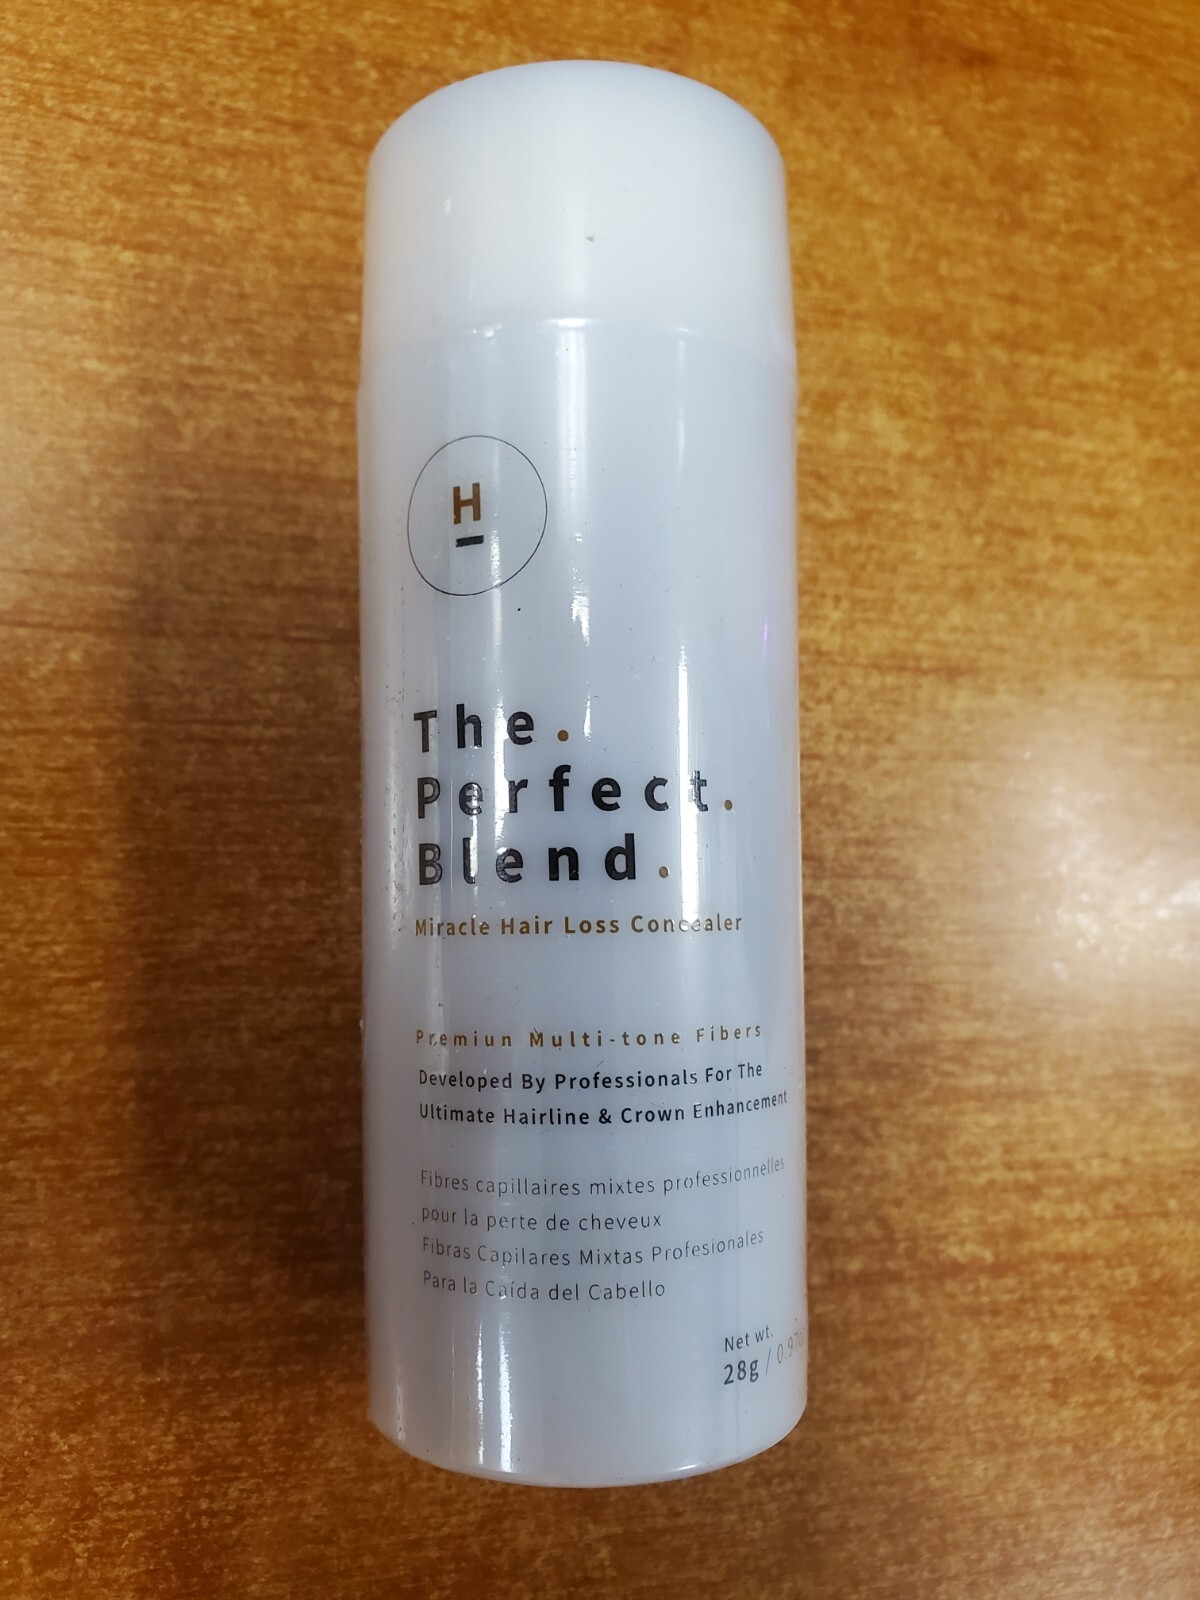 H
The.
Perfect.
Blend.
Miracle Hair Loss Concealer
Premiun Multi-tone Fibers
Developed By Professionals For The
Ultimate Hairline & Crown Enhancement
Fibres capillaires mixtes professionnelles
pour la perte de cheveux
Fibras Capilares Mixtas Profesionales
Para la Caída del Cabello
Net wt.
28g /